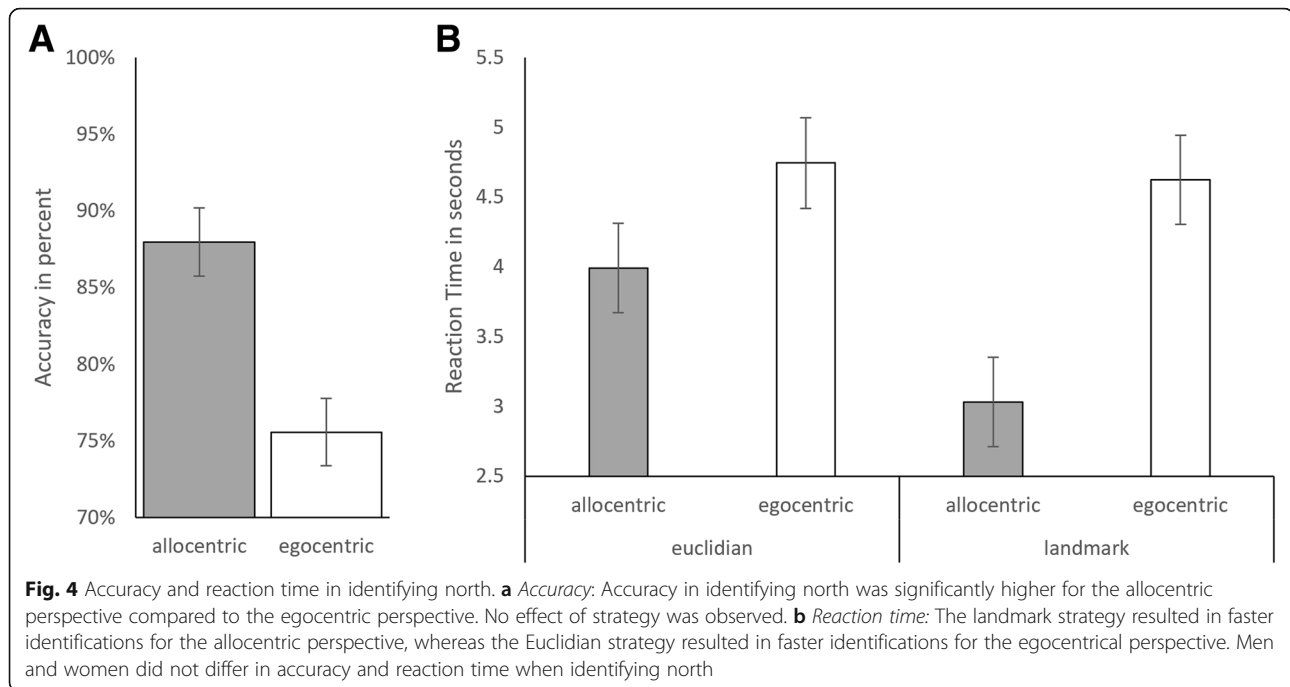 A
B
100%
95%
90%
85%
80%
75%
70%
Accuracy in percent
allocentric egocentric
5.5
5
4.5
4
3.5
3
2.5
Reaction Time in seconds
allocentric egocentric allocentric egocentric
euclidian landmark
Fig. 4 Accuracy and reaction time in identifying north. a Accuracy: Accuracy in identifying north was significantly higher for the allocentric
perspective compared to the egocentric perspective. No effect of strategy was observed. b Reaction time: The landmark strategy resulted in faster
identifications for the allocentric perspective, whereas the Euclidian strategy resulted in faster identifications for the egocentrical perspective. Men
and women did not differ in accuracy and reaction time when identifying north